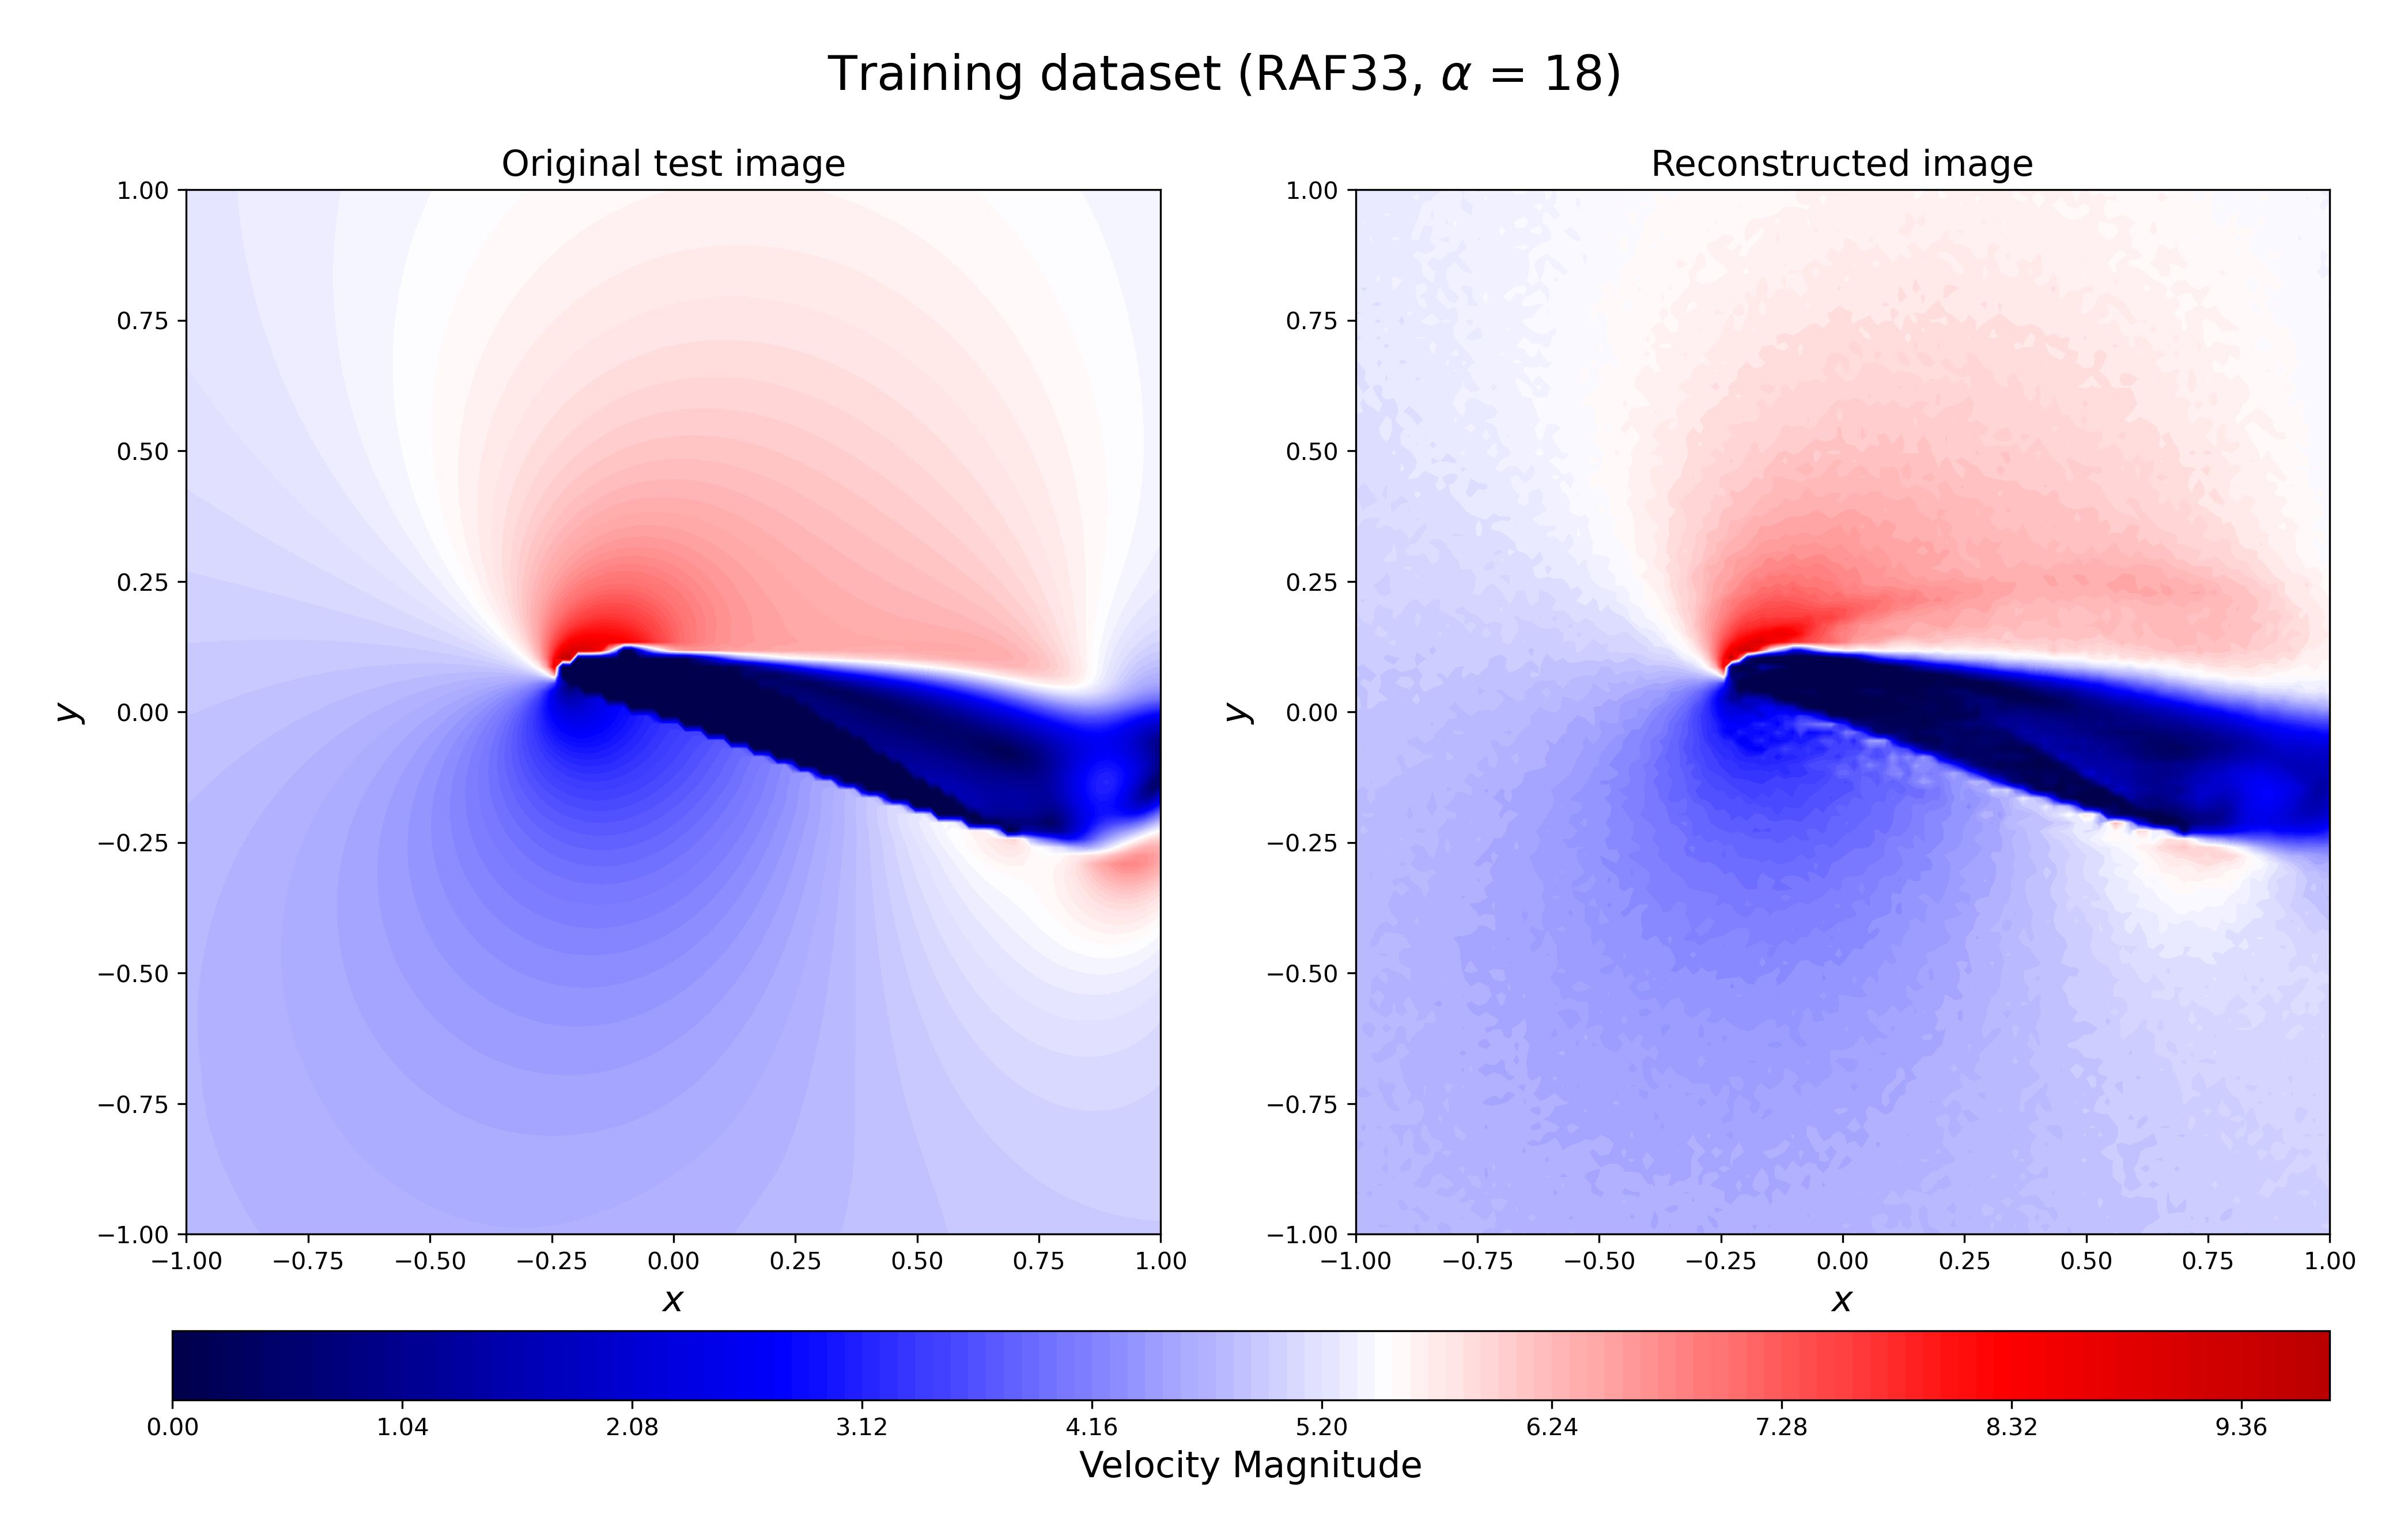 Training dataset (RAF33, α = 18)
Original test image
Reconstructed image
1.00
0.75
0.50
0.25
0.00
−0.25
−0.50
−0.75
−1.00
y
−1.00 −0.75 −0.50 −0.25 0.00 0.25 0.50 0.75 1.00
x
1.00
0.75
0.50
0.25
0.00
−0.25
−0.50
−0.75
−1.00
y
−1.00 −0.75 −0.50 −0.25 0.00 0.25 0.50 0.75 1.00
x
0.00 1.04 2.08 3.12 4.16 5.20 6.24 7.28 8.32 9.36
Velocity Magnitude